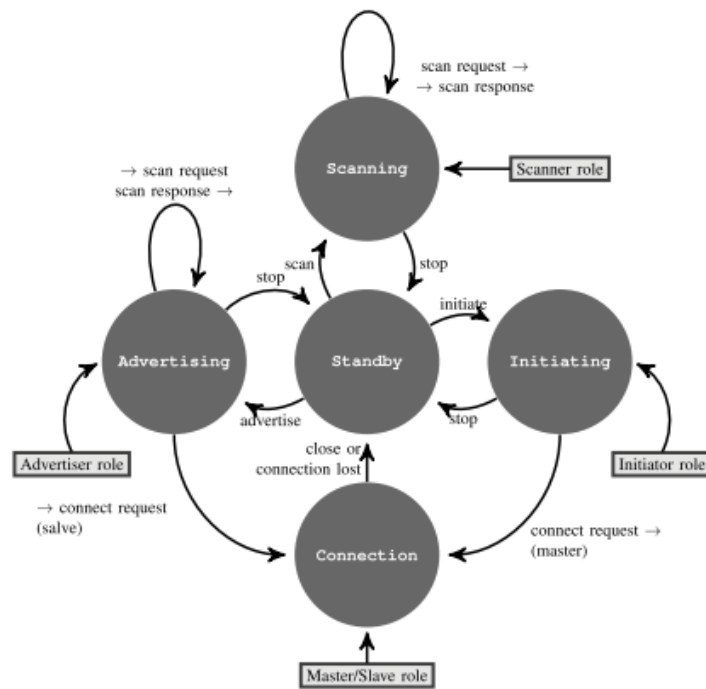 scan request →
→ scan response
Scanning
Scanner role
→ scan request
scan response →
stop
scan
stop
initiate
Advertising
Standby
Initiating
advertise
stop
Advertiser role
close or
connection lost
Initiator role
→ connect request
(salve)
connect request →
(master)
Connection
Master/Slave role